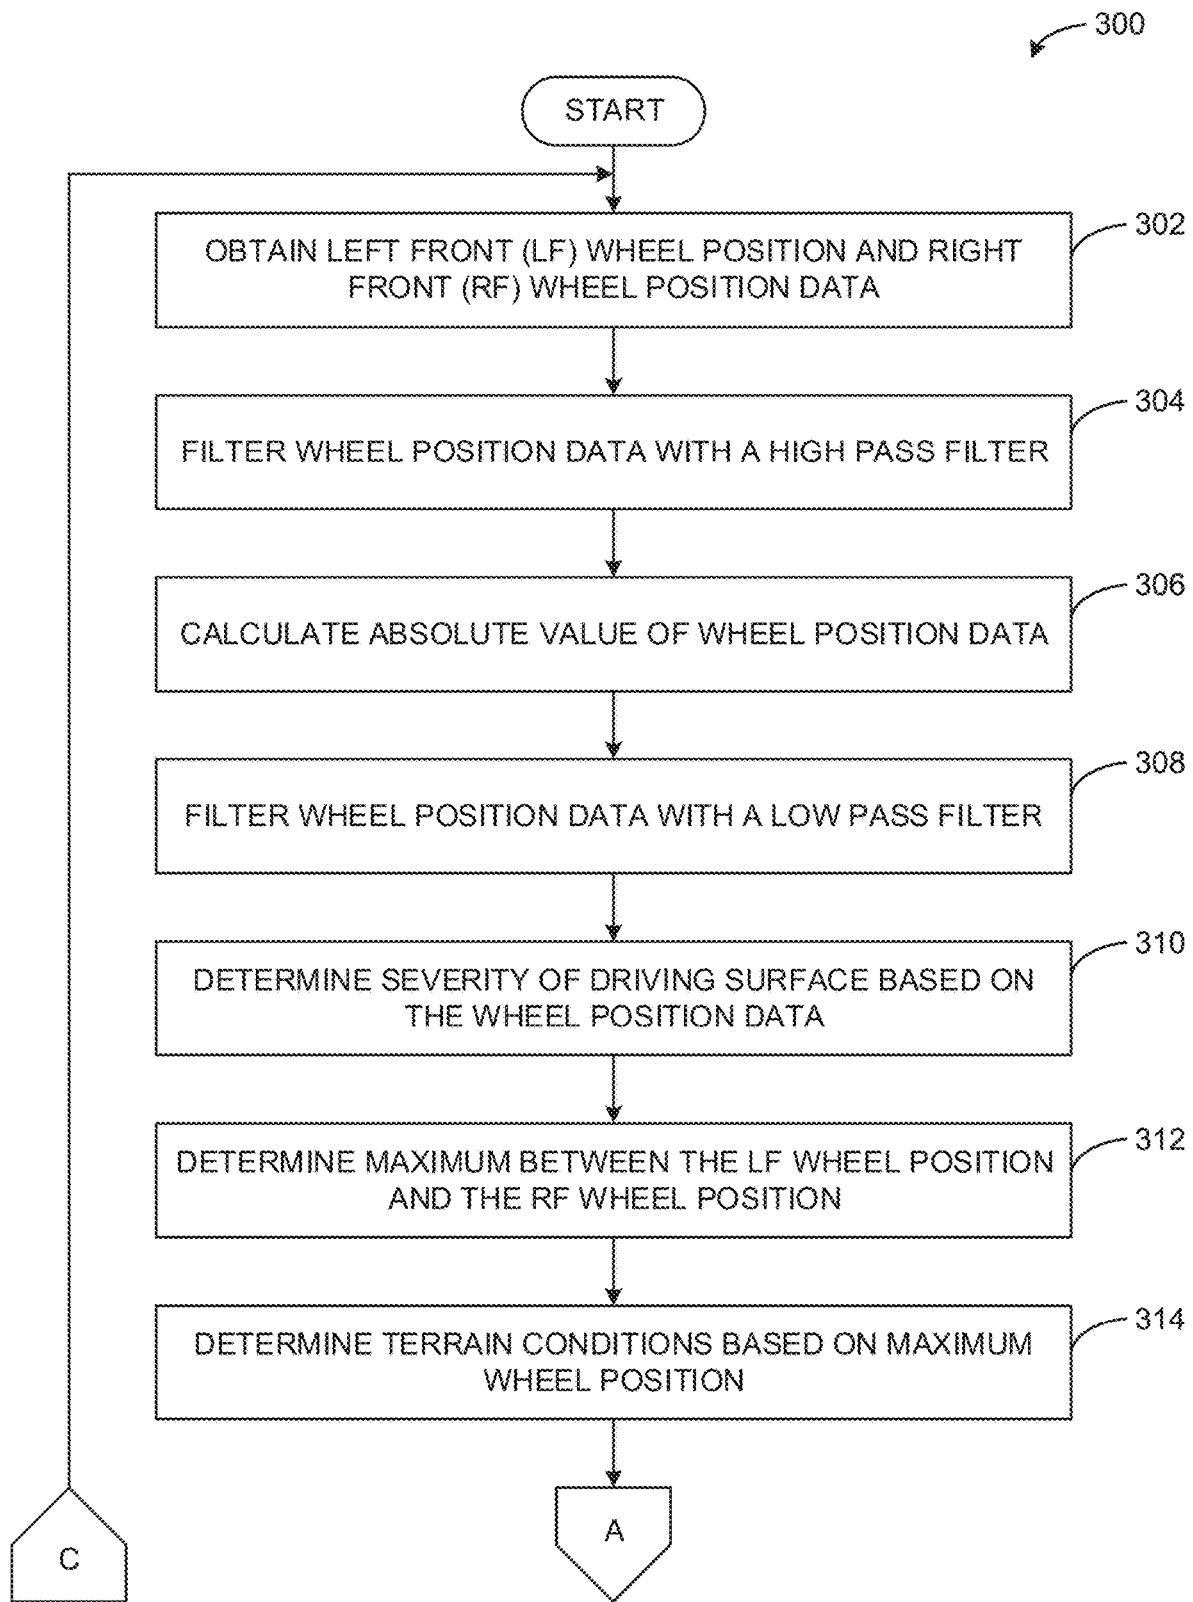 300
START
302
OBTAIN LEFT FRONT (LF) WHEEL POSITION AND RIGHT
FRONT (RF) WHEEL POSITION DATA
304
FILTER WHEEL POSITION DATA WITH A HIGH PASS FILTER
306
CALCULATE ABSOLUTE VALUE OF WHEEL POSITION DATA
308
FILTER WHEEL POSITION DATA WITH A LOW PASS FILTER
310
DETERMINE SEVERITY OF DRIVING SURFACE BASED ON
THE WHEEL POSITION DATA
312
DETERMINE MAXIMUM BETWEEN THE LF WHEEL POSITION
AND THE RF WHEEL POSITION
314
DETERMINE TERRAIN CONDITIONS BASED ON MAXIMUM
WHEEL POSITION
A
C